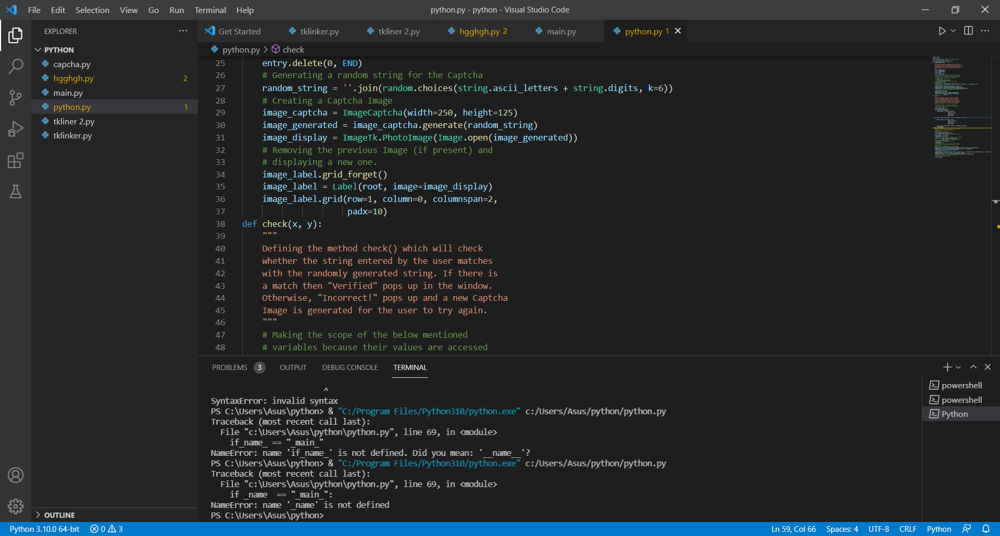 File Edit Selection View Go Run Terminal Help
python.py - python - Visual Studio Code
EXPLORER
PYTHON
capcha.py
hgghgh.py 2
main.py
python.py 1
tkliner 2.py
tklinker.py
OUTLINE
Get Started tklinker.py tkliner 2.py hgghgh.py 2 main.py python.py 1
python.py > check
25 entry.delete(0, END)
26 # Generating a random string for the Captcha
27 random_string = ''.join(random.choices(string.ascii_letters + string.digits, k=6))
28 # Creating a Captcha Image
29 image_captcha = ImageCaptcha(width=250, height=125)
30 image_generated = image_captcha.generate(random_string)
31 image_display = ImageTk.PhotoImage(Image.open(image_generated))
32 # Removing the previous Image (if present) and
33 # displaying a new one.
34 image_label.grid_forget()
35 image_label = Label(root, image=image_display)
36 image_label.grid(row=1, column=0, columnspan=2,
37 padx=10)
38 def check(x, y):
39 """
40 Defining the method check() which will check
41 whether the string entered by the user matches
42 with the randomly generated string. If there is
43 a match then "Verified" pops up in the window.
44 Otherwise, "Incorrect!" pops up and a new Captcha
45 Image is generated for the user to try again.
46 """
47 # Making the scope of the below mentioned
48 # variables because their values are accessed
PROBLEMS 3 OUTPUT DEBUG CONSOLE TERMINAL
^
SyntaxError: invalid syntax
PS C:\Users\Asus\python> & "C:/Program Files/Python310/python.exe" c:/Users/Asus/python/python.py
Traceback (most recent call last):
File "c:\Users\Asus\python\python.py", line 69, in <module>
if_name_ == "_main_"
NameError: name 'if_name_' is not defined. Did you mean: '__name__'?
PS C:\Users\Asus\python> & "C:/Program Files/Python310/python.exe" c:/Users/Asus/python/python.py
Traceback (most recent call last):
File "c:\Users\Asus\python\python.py", line 69, in <module>
if _name  == "_main_":
NameError: name '_name' is not defined
PS C:\Users\Asus\python>
powershell
powershell
Python
Python 3.10.0 64-bit 0 3
Ln 59, Col 66 Spaces: 4 UTF-8 CRLF Python